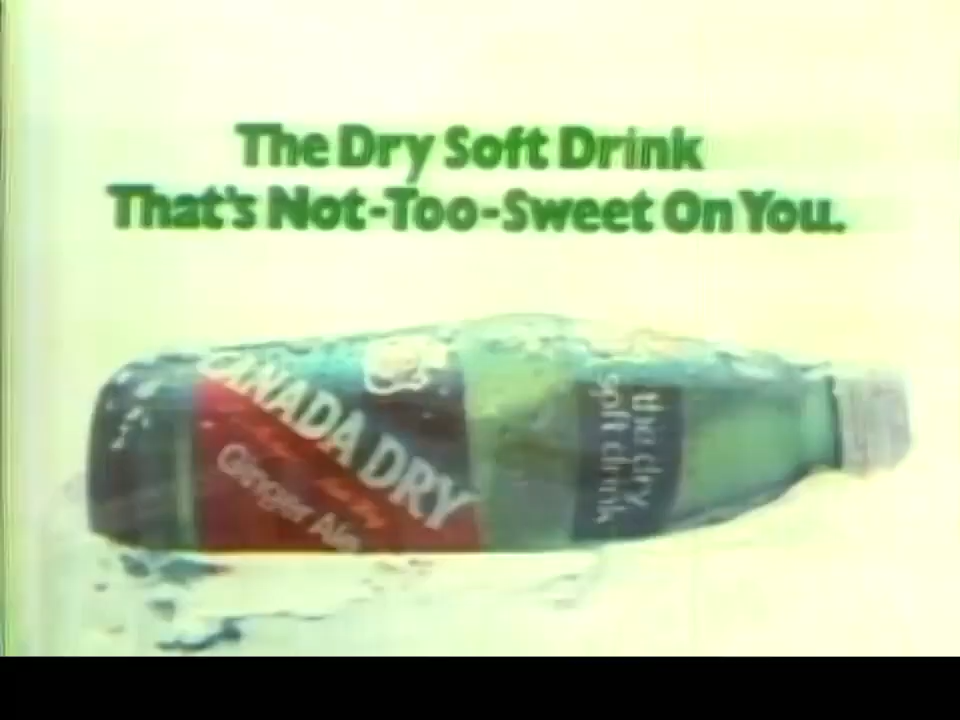 The Dry Soft Drink
That's Not-Too-Sweet On You.
CANADA DRY
Ginger Ale
the dry
soft drink